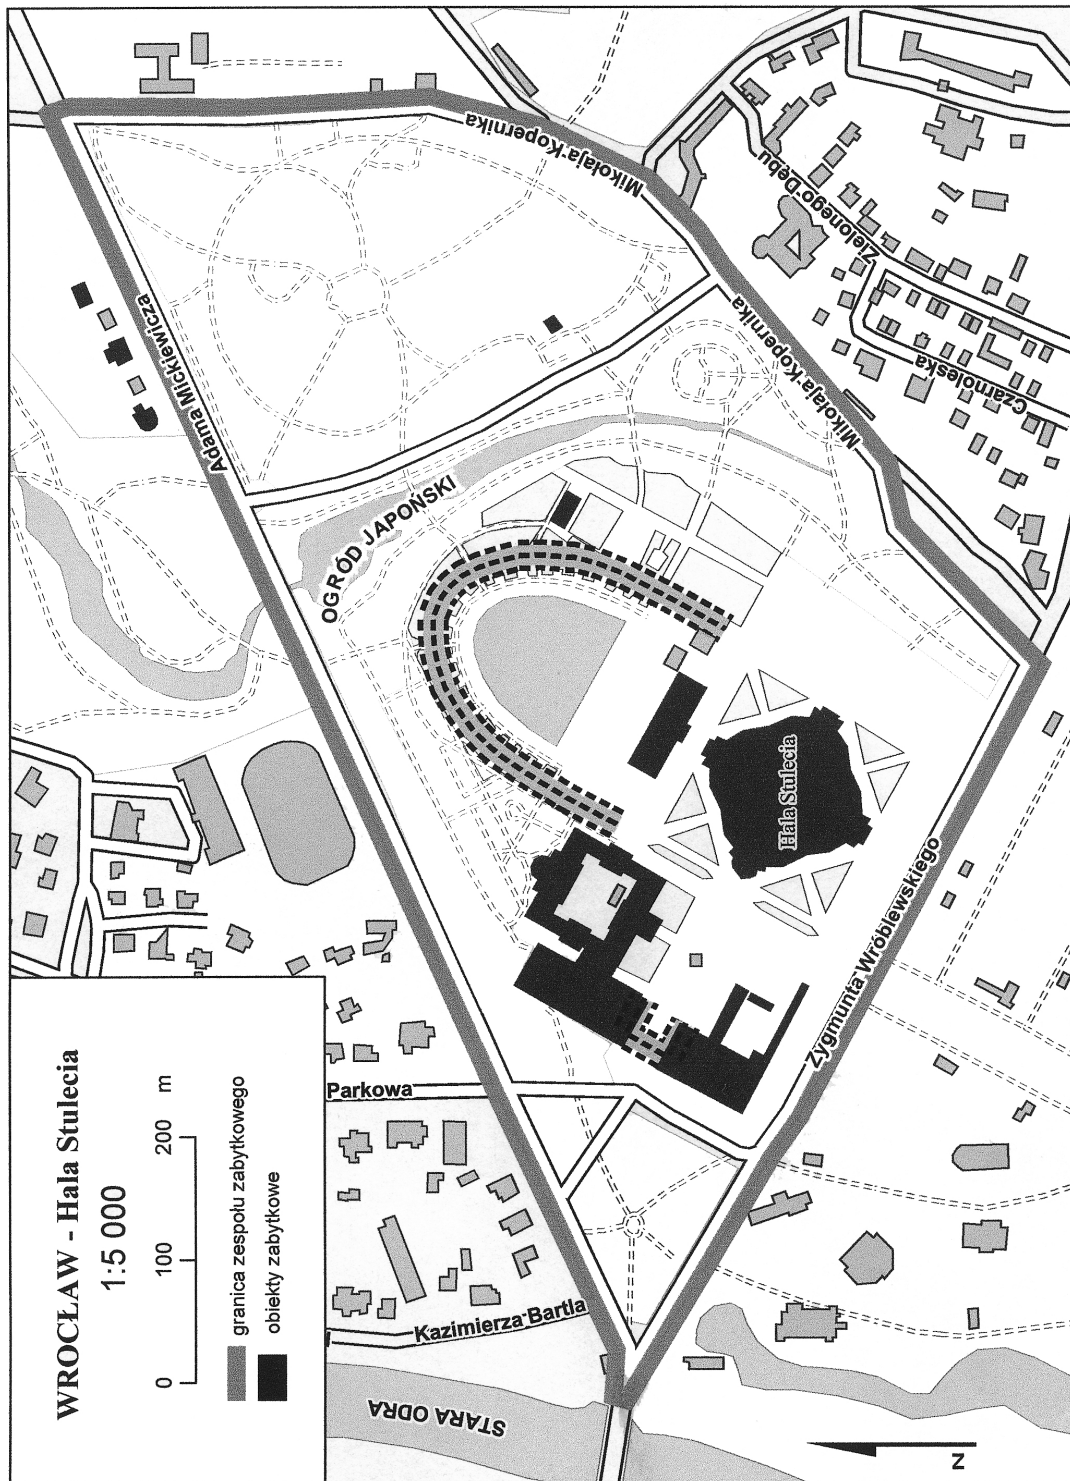 WROCŁAW - Hala Stulecia
1:5 000
0 100 200 m
granica zespołu zabytkowego
obiekty zabytkowe
Adama Mickiewicza
Mikołaja Kopernika
Mikołaja Kopernika
Zielonego Dębu
Czarnoleska
OGRÓD JAPOŃSKI
Hala Stulecia
Zygmunta Wróblewskiego
Parkowa
Kazimierza Bartla
STARA ODRA
N